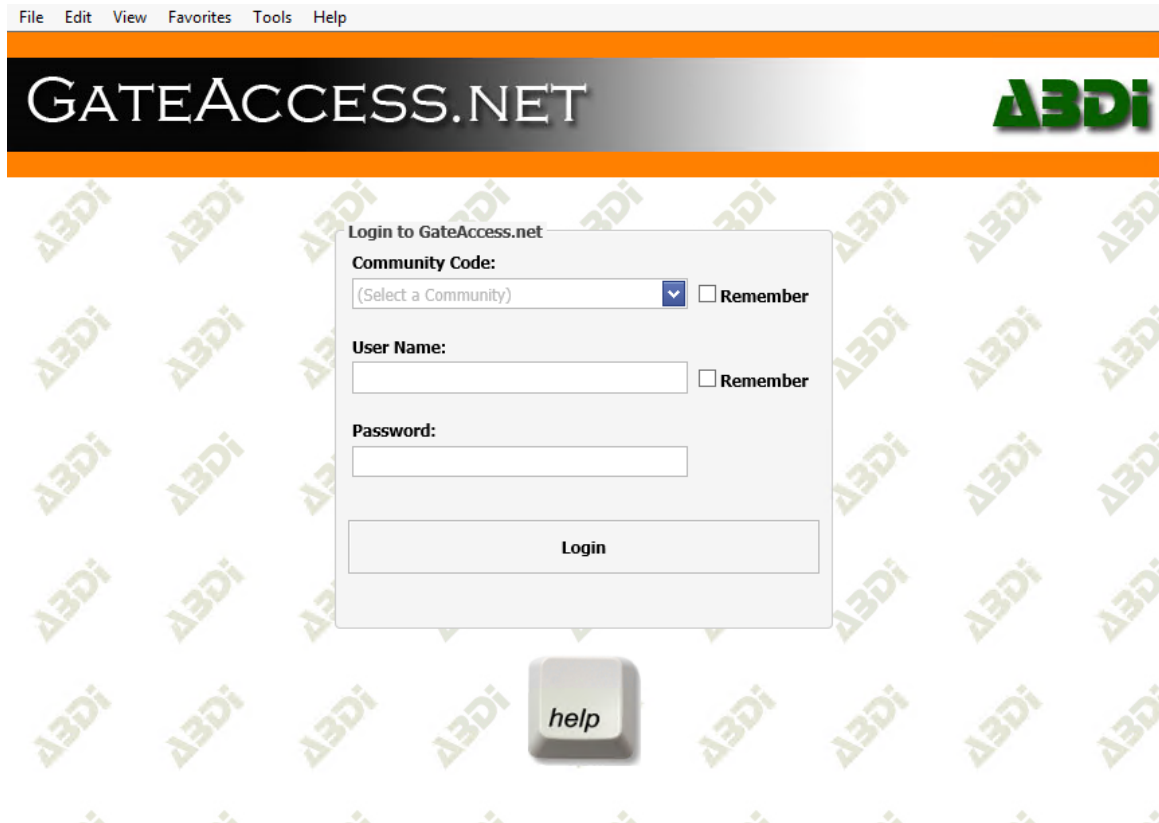 File Edit View Favorites Tools Help
GATEACCESS.NET
ABDi
Login to GateAccess.net
Community Code:
(Select a Community)
Remember
User Name:
Remember
Password:
Login
help